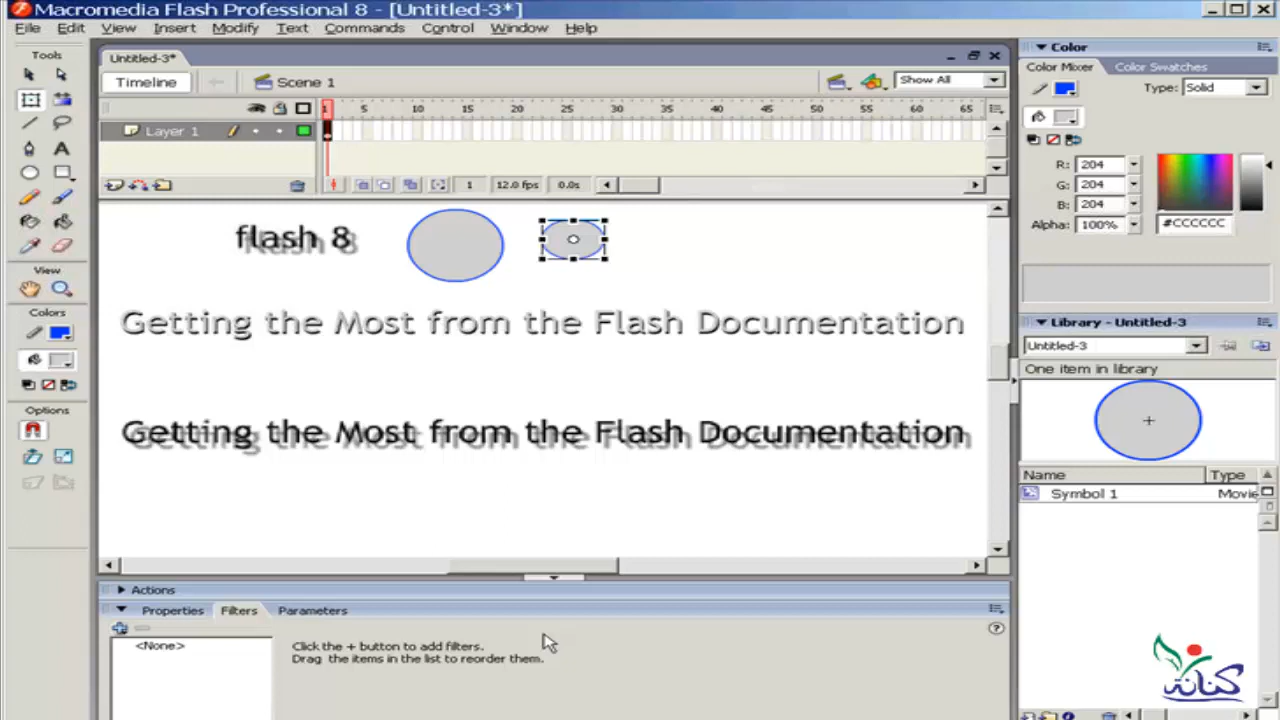 Macromedia Flash Professional 8 - [Untitled-3*]
File Edit View Insert Modify Text Commands Control Window Help
Tools
View
Colors
Options
Untitled-3*
Timeline
Scene 1
Show All
1 5 10 15 20 25 30 35 40 45 50 55 60 65
Layer 1
1 12.0 fps 0.0s
flash 8
Getting the Most from the Flash Documentation
Getting the Most from the Flash Documentation
Actions
Properties Filters Parameters
<None>
Click the + button to add filters.
Drag the items in the list to reorder them.
Color
Color Mixer Color Swatches
Type: Solid
R: 204
G: 204
B: 204
Alpha: 100% #CCCCCC
Library - Untitled-3
Untitled-3
One item in library
Name Type
Symbol 1 Movie
كنانة